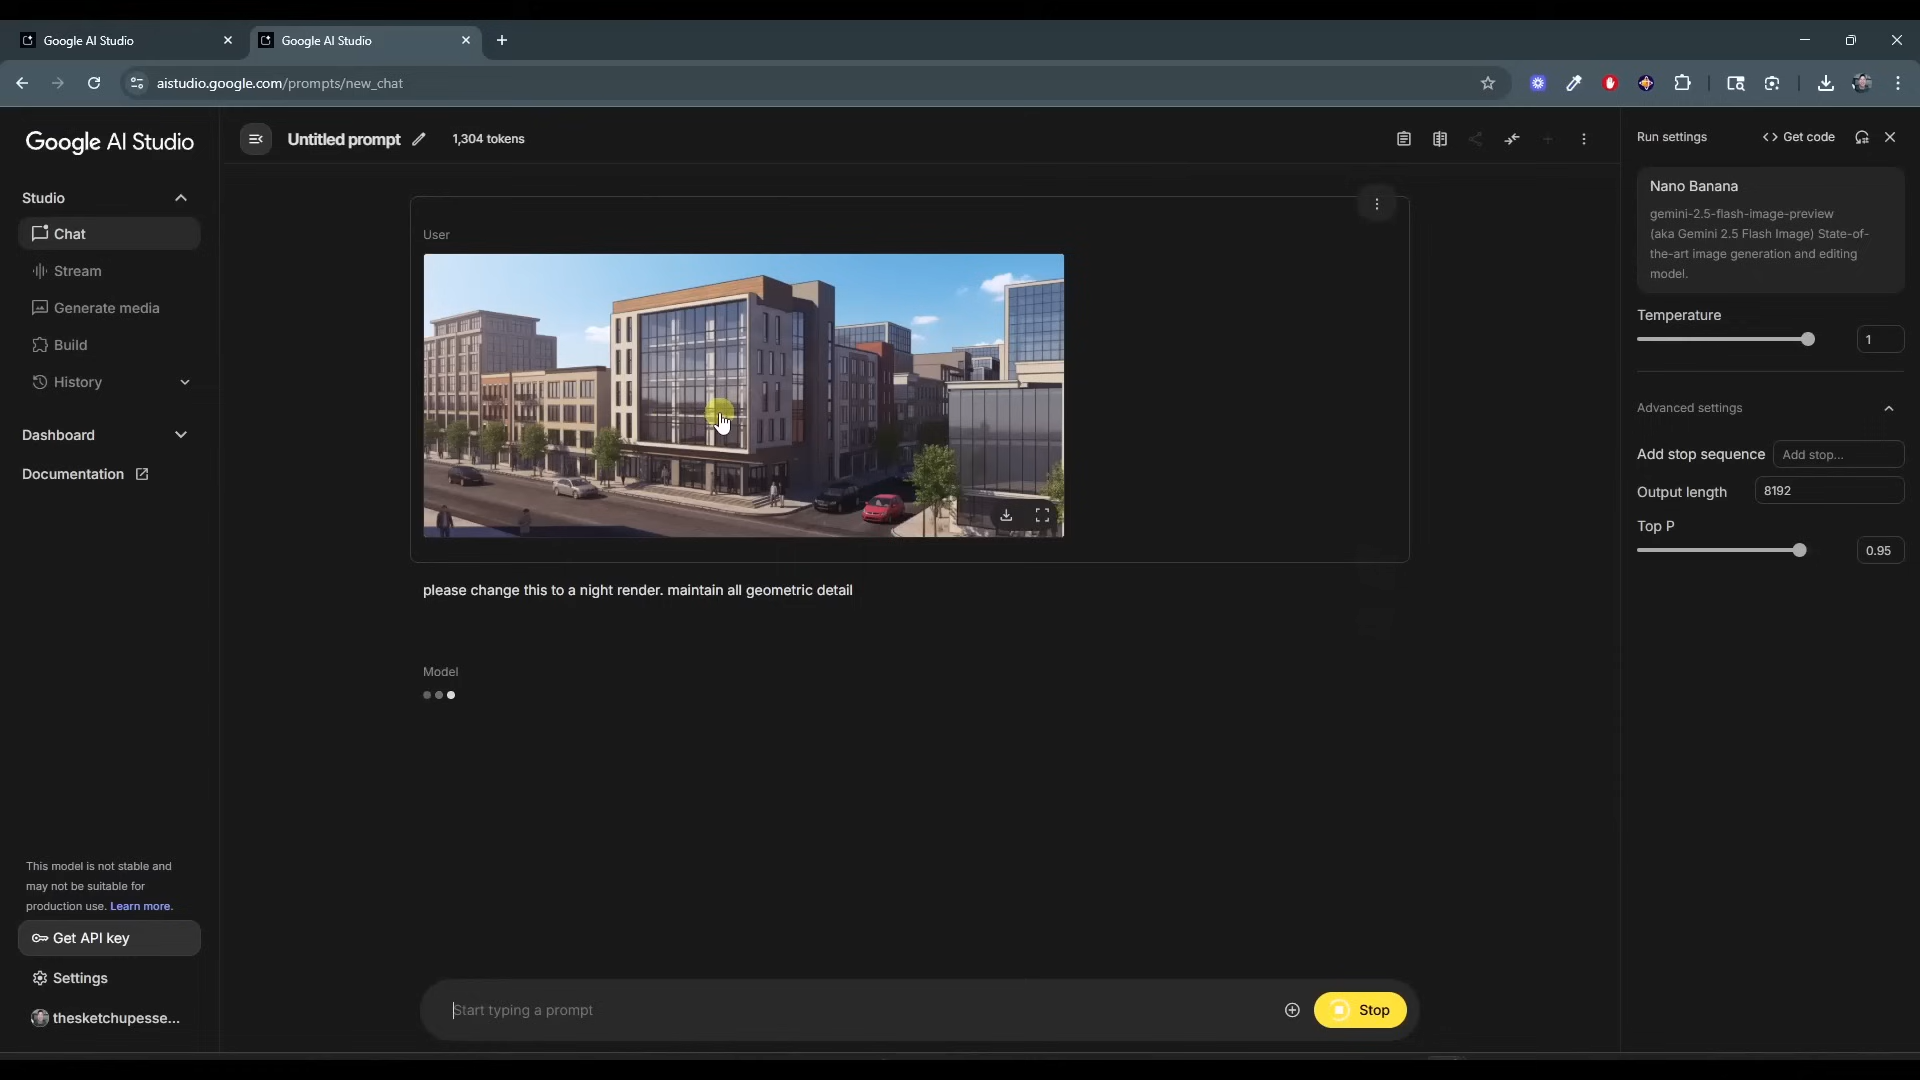 Google AI Studio
Google AI Studio
aistudio.google.com/prompts/new_chat
Google AI Studio
Untitled prompt
1,304 tokens
Run settings
Get code
Studio
Chat
Stream
Generate media
Build
History
Dashboard
Documentation
User
please change this to a night render. maintain all geometric detail
Model
Nano Banana
gemini-2.5-flash-image-preview
(aka Gemini 2.5 Flash Image) State-of-
the-art image generation and editing
model.
Temperature
1
Advanced settings
Add stop sequence
Add stop...
Output length
8192
Top P
0.95
This model is not stable and
may not be suitable for
production use. Learn more.
Get API key
Settings
thesketchupesse...
Start typing a prompt
Stop